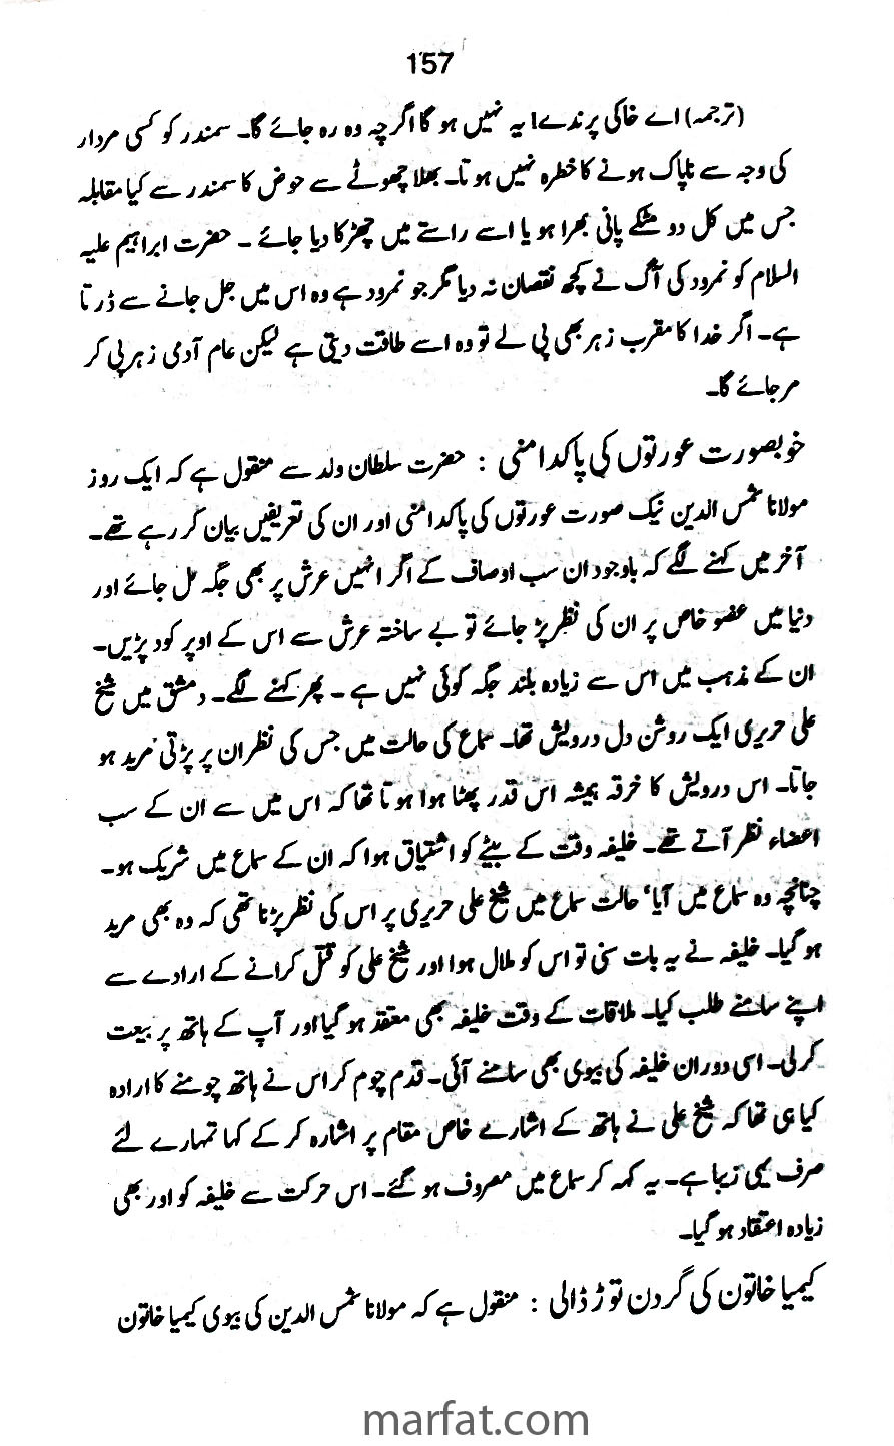 157
(ترجمہ) اے خاکی پرندے! یہ نہیں ہو گا اگرچہ وہ رہ جائے گا۔ سمندر کو کسی مردار
کی وجہ سے ناپاک ہونے کا خطرہ نہیں ہوتا۔ بھلا چھوٹے سے حوض کا سمندر سے کیا مقابلہ
جس میں کل دو مٹکے پانی بھرا ہو یا اسے راستے میں چھڑکا دیا جائے ۔ حضرت ابراہیم علیہ
السلام کو نمرود کی آگ نے کچھ نقصان نہ دیا مگر جو نمرود ہے وہ اس میں جل جانے سے ڈرتا
ہے۔ اگر خدا کا مقرب زہر بھی پی لے تو وہ اسے طاقت دیتی ہے لیکن عام آدمی زہر پی کر
مر جائے گا۔
خوبصورت عورتوں کی پاکدامنی : حضرت سلطان ولد سے منقول ہے کہ ایک روز
مولانا شمس الدین نیک صورت عورتوں کی پاکدامنی اور ان کی تعریفیں بیان کر رہے تھے۔
آخر میں کہنے لگے کہ باوجود ان سب اوصاف کے اگر انہیں عرش پر بھی جگہ مل جائے اور
دنیا میں عضو خاص پر ان کی نظر پڑ جائے تو بے ساختہ عرش سے اس کے اوپر کود پڑیں۔
ان کے مذہب میں اس سے زیادہ بلند جگہ کوئی نہیں ہے ۔ پھر کہنے لگے۔ دمشق میں شیخ
علی حریری ایک روشن دل درویش تھا۔ سماع کی حالت میں جس کی نظر ان پر پڑتی مرید ہو
جاتا۔ اس درویش کا خرقہ ہمیشہ اس قدر پھٹا ہوا ہوتا تھا کہ اس میں سے ان کے سب
اعضاء نظر آتے تھے۔ خلیفہ وقت کے بیٹے کو اشتیاق ہوا کہ ان کے سماع میں شریک ہو۔
چنانچہ وہ سماع میں آیا، حالت سماع میں شیخ علی حریری پر اس کی نظر پڑنا تھی کہ وہ بھی مرید
ہو گیا۔ خلیفہ نے یہ بات سنی تو اس کو ملال ہوا اور شیخ علی کو قتل کرانے کے ارادے سے
اپنے سامنے طلب کیا۔ ملاقات کے وقت خلیفہ بھی معتقد ہو گیا اور آپ کے ہاتھ پر بیعت
کر لی۔ اسی دوران خلیفہ کی بیوی بھی سامنے آئی۔ قدم چوم کر اس نے ہاتھ چومنے کا ارادہ
کیا ہی تھا کہ شیخ علی نے ہاتھ کے اشارے خاص مقام پر اشارہ کر کے کہا تمہارے لئے
صرف یہی زیبا ہے۔ یہ کہہ کر سماع میں مصروف ہو گئے۔ اس حرکت سے خلیفہ کو اور بھی
زیادہ اعتقاد ہو گیا۔
کیمیا خاتون کی گردن توڑ ڈالی : منقول ہے کہ مولانا شمس الدین کی بیوی کیمیا خاتون
marfat.com